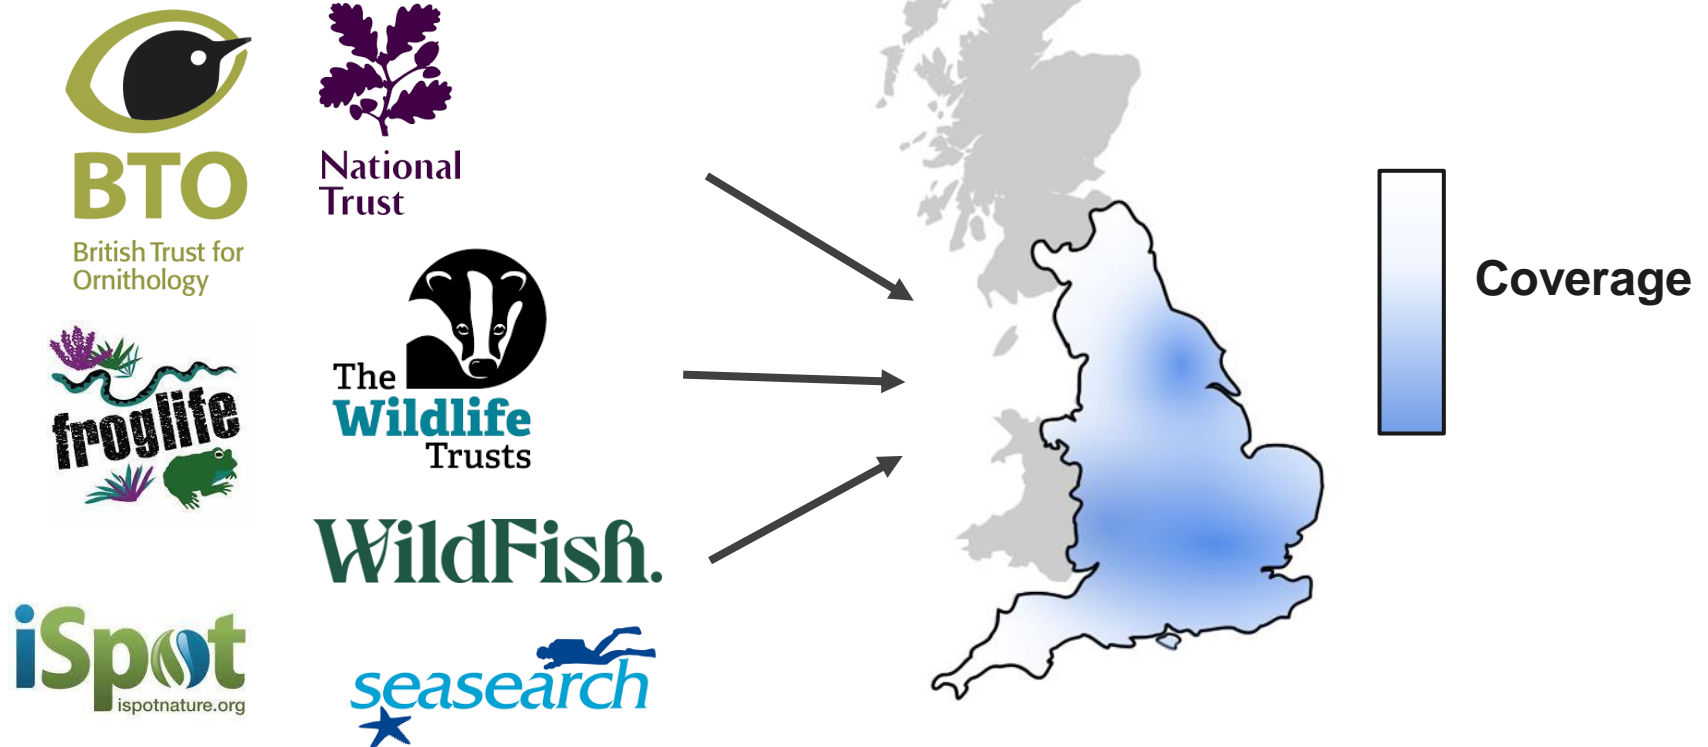 BTO
British Trust for
Ornithology
National
Trust
froglife
The
Wildlife
Trusts
WildFish.
iSpot
ispotnature.org
seasearch
Coverage